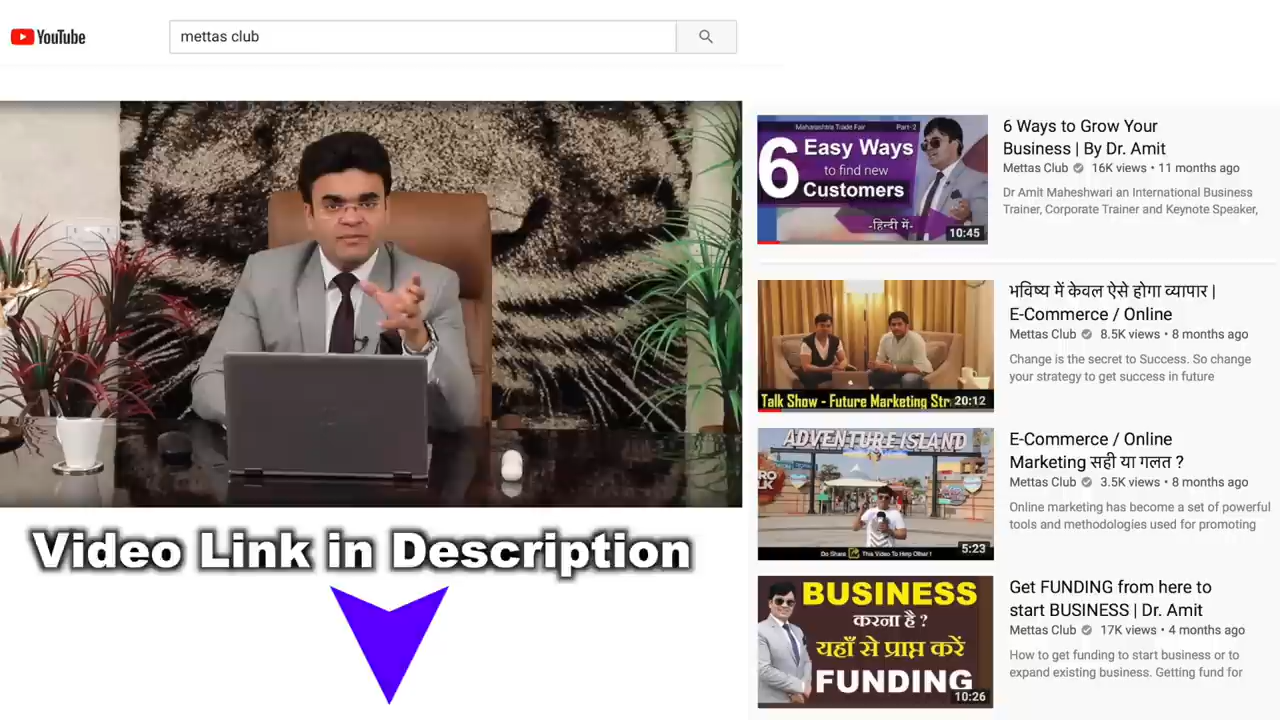 YouTube
mettas club
Video Link in Description
Maharashtra Trade Fair Part-2
6 Easy Ways
to find new
Customers
-हिन्दी में-
10:45
6 Ways to Grow Your
Business | By Dr. Amit
Mettas Club 16K views • 11 months ago
Dr Amit Maheshwari an International Business
Trainer, Corporate Trainer and Keynote Speaker,
Talk Show - Future Marketing Str
20:12
भविष्य में केवल ऐसे होगा व्यापार |
E-Commerce / Online
Mettas Club 8.5K views • 8 months ago
Change is the secret to Success. So change
your strategy to get success in future
ADVENTURE ISLAND
Do Share This Video To Help Other !
5:23
E-Commerce / Online
Marketing सही या गलत ?
Mettas Club 3.5K views • 8 months ago
Online marketing has become a set of powerful
tools and methodologies used for promoting
BUSINESS
करना है ?
यहाँ से प्राप्त करें
FUNDING
10:26
Get FUNDING from here to
start BUSINESS | Dr. Amit
Mettas Club 17K views • 4 months ago
How to get funding to start business or to
expand existing business. Getting fund for